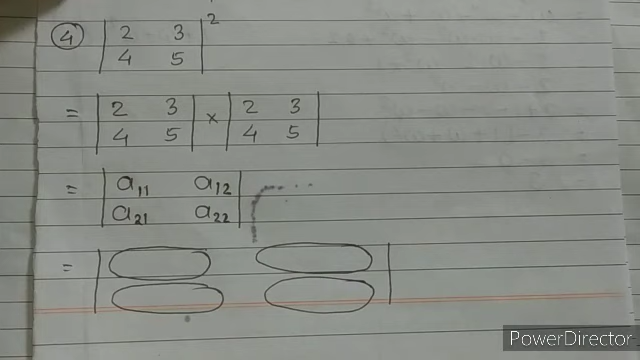 4 | 2 3 |²
| 4 5 |
= | 2 3 | × | 2 3 |
| 4 5 | | 4 5 |
= | a₁₁ a₁₂ |
| a₂₁ a₂₂ |
=
PowerDirector